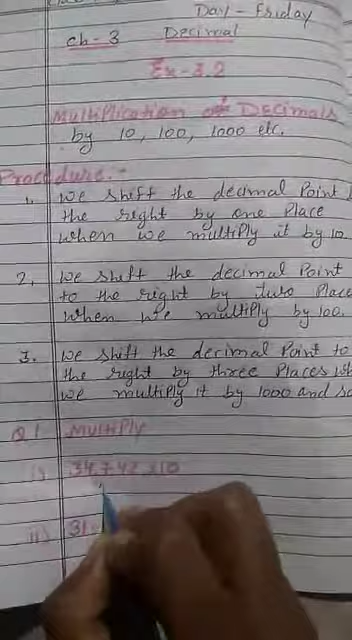 Day - Friday
Ch - 3 Decimal
Ex - 3.2
Multiplication of Decimals
by 10, 100, 1000 etc.
Procedure:-
1. we shift the decimal Point
the right by one Place
when we multiply it by 10.
2. we shift the decimal Point
to the right by two Place
when we multiply by 100.
3. we shift the decimal Point to
the right by three Places
we multiply it by 1000 and so
Q1 Multiply
i) 34.742 x10
ii) 31